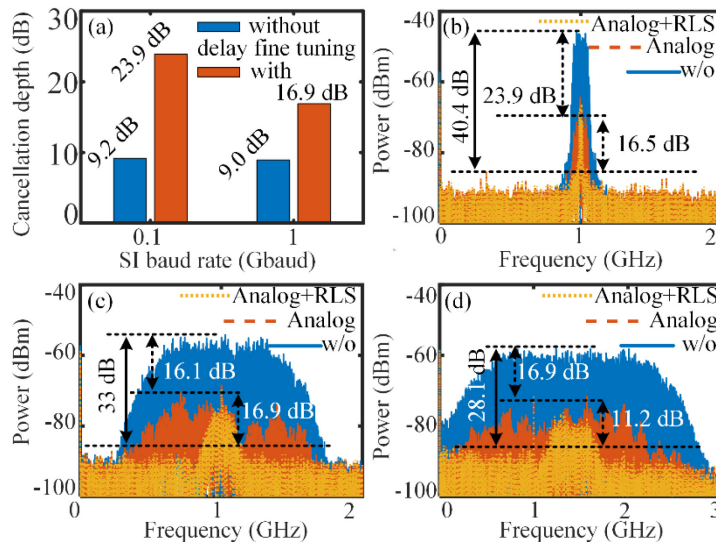 (a)
without
delay fine tuning
with
30
20
10
0
Cancellation depth (dB)
9.2 dB
23.9 dB
9.0 dB
16.9 dB
0.1
1
SI baud rate (Gbaud)
(b)
Analog+RLS
Analog
w/o
-40
-60
-80
-100
Power (dBm)
40.4 dB
23.9 dB
16.5 dB
0
1
2
Frequency (GHz)
(c)
Analog+RLS
Analog
w/o
-40
-60
-80
-100
Power (dBm)
33 dB
16.1 dB
16.9 dB
0
1
2
Frequency (GHz)
(d)
Analog+RLS
Analog
w/o
-40
-60
-80
-100
Power (dBm)
28.1 dB
16.9 dB
11.2 dB
0
1
2
3
Frequency (GHz)